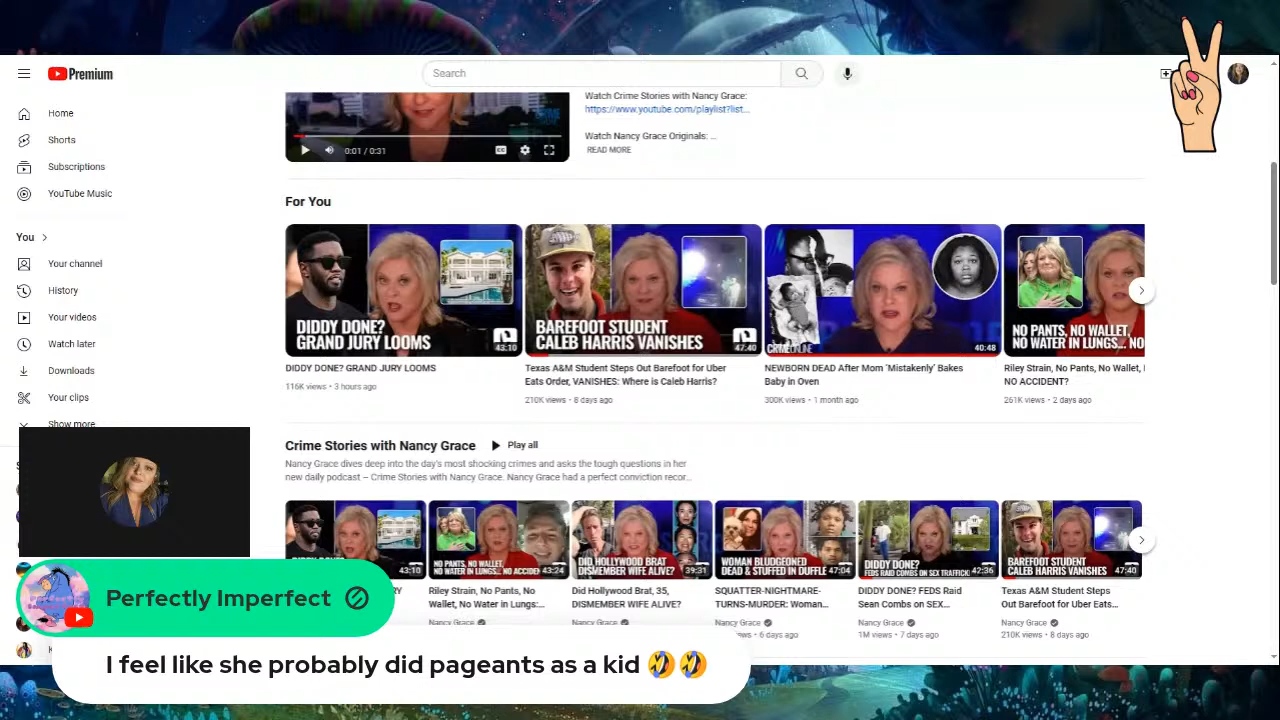 Premium
Search
Watch Crime Stories with Nancy Grace:
https://www.youtube.com/playlist?list...
Watch Nancy Grace Originals: ...
READ MORE
0:01 / 0:31
Home
Shorts
Subscriptions
YouTube Music
You
Your channel
History
Your videos
Watch later
Downloads
Your clips
Show more
For You
DIDDY DONE?
GRAND JURY LOOMS
43:10
BAREFOOT STUDENT
CALEB HARRIS VANISHES
47:40
40:48
NO PANTS, NO WALLET,
NO WATER IN LUNGS... NO
DIDDY DONE? GRAND JURY LOOMS
116K views • 3 hours ago
Texas A&M Student Steps Out Barefoot for Uber
Eats Order, VANISHES: Where is Caleb Harris?
210K views • 8 days ago
NEWBORN DEAD After Mom 'Mistakenly' Bakes
Baby in Oven
300K views • 1 month ago
Riley Strain, No Pants, No Wallet,
NO ACCIDENT?
261K views • 2 days ago
Crime Stories with Nancy Grace
Play all
Nancy Grace dives deep into the day's most shocking crimes and asks the tough questions in her
new daily podcast – Crime Stories with Nancy Grace. Nancy Grace had a perfect conviction recor...
43:10
NO PANTS, NO WALLET,
NO WATER IN LUNGS... NO ACCIDENT
43:24
DID HOLLYWOOD BRAT
DISMEMBER WIFE ALIVE?
39:31
WOMAN BLUDGEONED
DEAD & STUFFED IN DUFFLE
47:04
DIDDY DONE?
FEDS RAID COMBS ON SEX TRAFFICK
42:36
BAREFOOT STUDENT
CALEB HARRIS VANISHES
47:40
Riley Strain, No Pants, No
Wallet, No Water in Lungs:...
Nancy Grace
Did Hollywood Brat, 35,
DISMEMBER WIFE ALIVE?
Nancy Grace
SQUATTER-NIGHTMARE-
TURNS-MURDER: Woman...
Nancy Grace
views • 6 days ago
DIDDY DONE? FEDS Raid
Sean Combs on SEX...
Nancy Grace
1M views • 7 days ago
Texas A&M Student Steps
Out Barefoot for Uber Eats...
Nancy Grace
210K views • 8 days ago
Perfectly Imperfect
I feel like she probably did pageants as a kid 🤣🤣